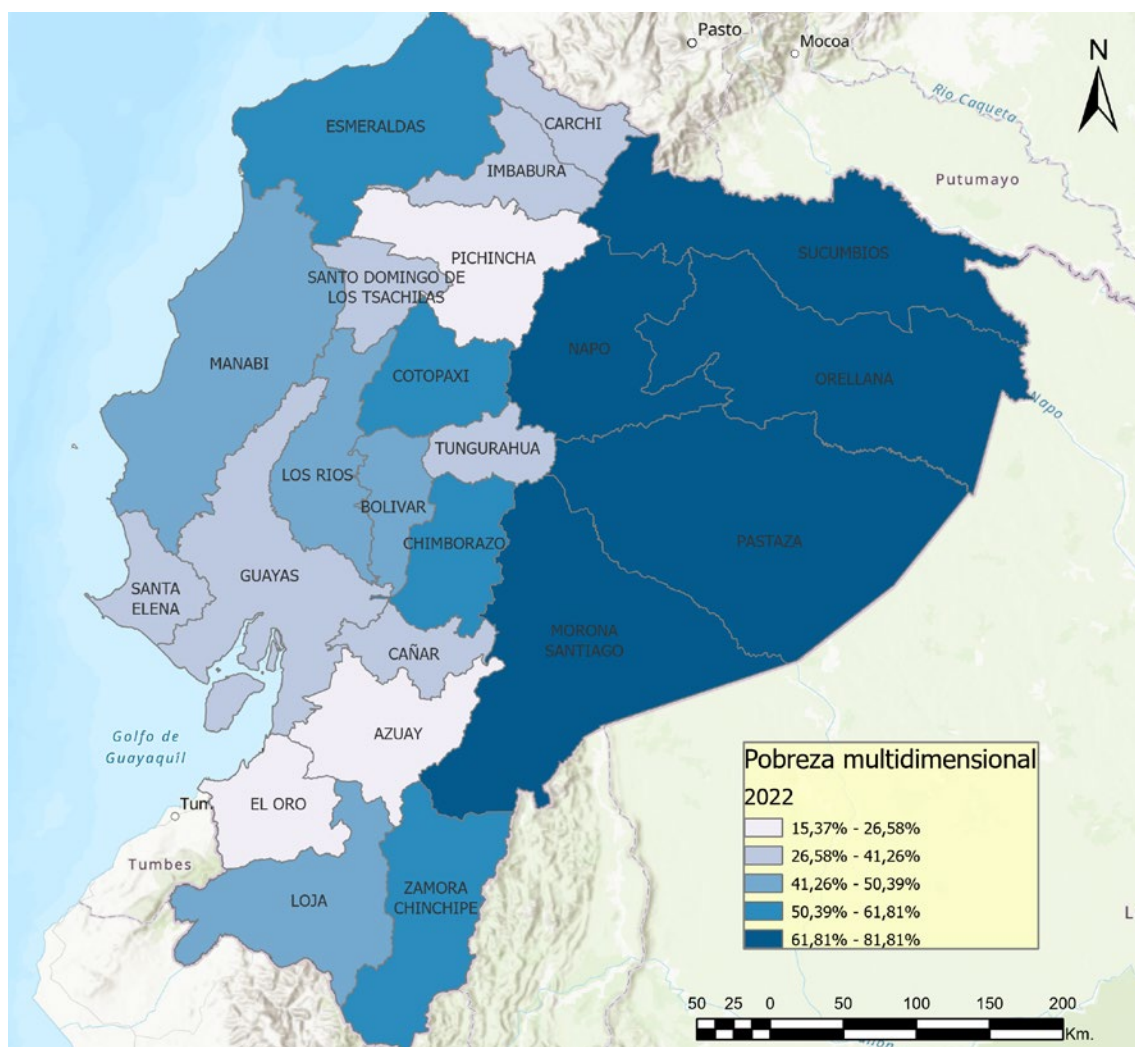 Pasto
Mocoa
N
Rio Caqueta
CARCHI
ESMERALDAS
IMBABURA
Putumayo
PICHINCHA
SUCUMBIOS
SANTO DOMINGO DE
LOS TSACHILAS
NAPO
MANABI
COTOPAXI
ORELLANA
Napo
TUNGURAHUA
LOS RIOS
BOLIVAR
CHIMBORAZO
PASTAZA
GUAYAS
SANTA
ELENA
MORONA
SANTIAGO
CAÑAR
Golfo de
Guayaquil
AZUAY
EL ORO
Tum
Tumbes
LOJA
ZAMORA
CHINCHIPE
Pobreza multidimensional
2022
15,37% - 26,58%
26,58% - 41,26%
41,26% - 50,39%
50,39% - 61,81%
61,81% - 81,81%
L
50 25 0 50 100 150 200
Km.